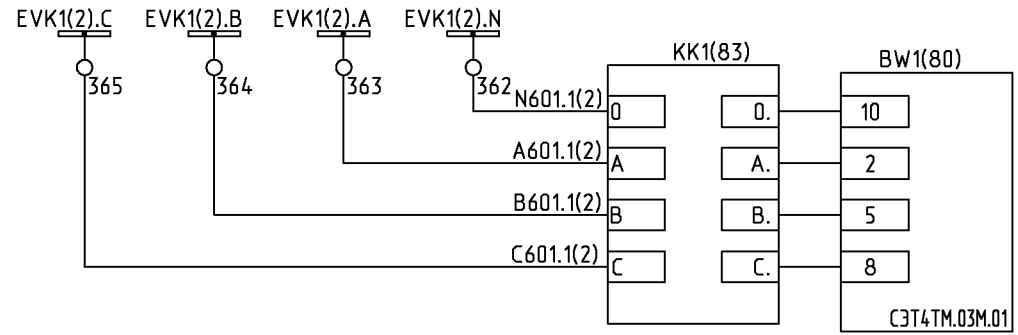 EVK1(2).C EVK1(2).B EVK1(2).A EVK1(2).N
KK1(83)
BW1(80)
365 364 363 362
N601.1(2) 0 0. 10
A601.1(2) A A. 2
B601.1(2) B B. 5
C601.1(2) C C. 8
СЭТ4ТМ.03М.01